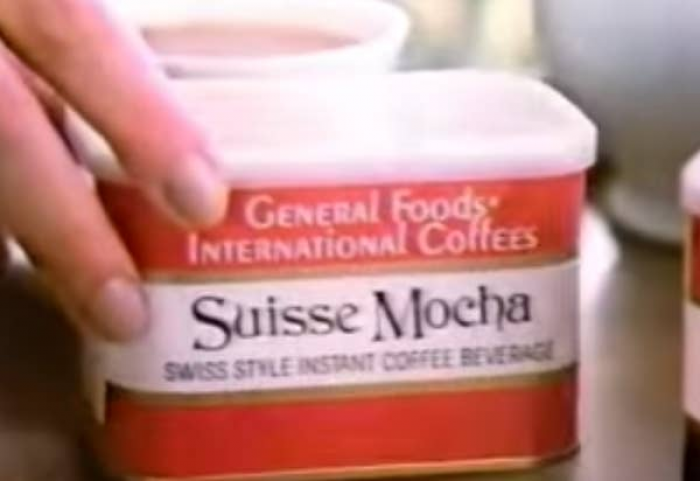 GENERAL FOODS®
INTERNATIONAL COFFEES
Suisse Mocha
SWISS STYLE INSTANT COFFEE BEVERAGE